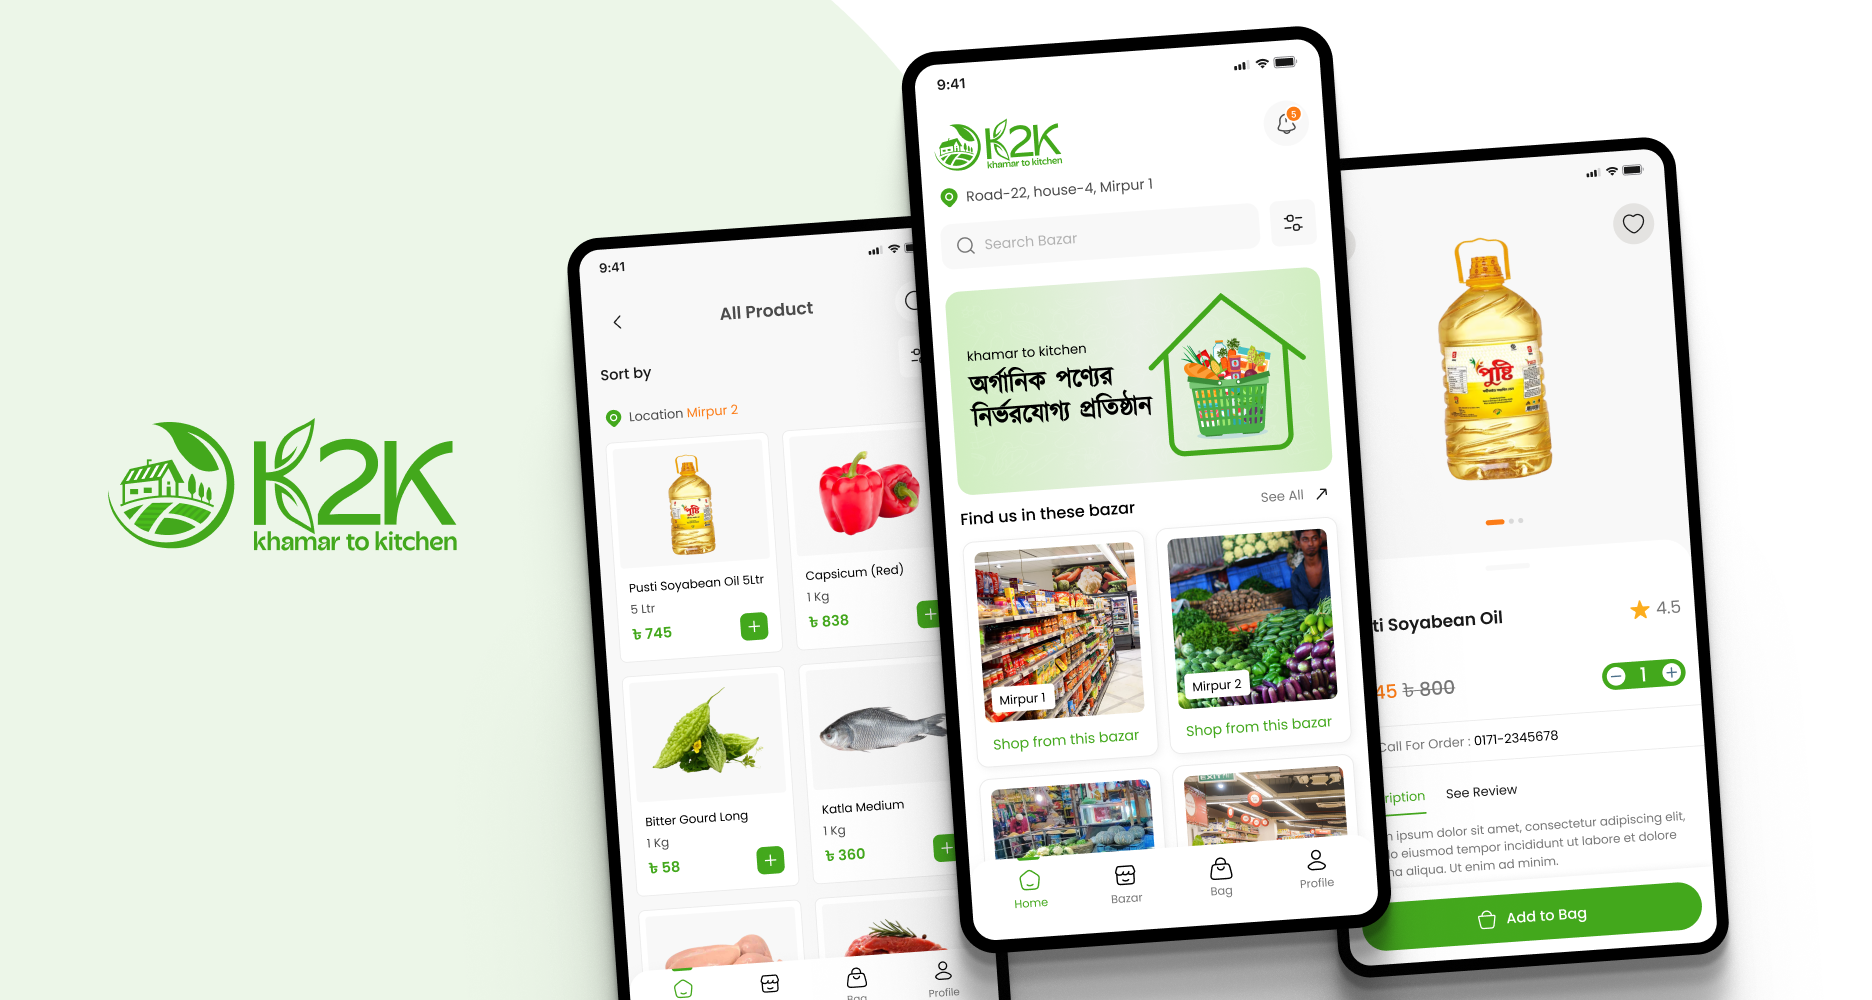 K2K
khamar to kitchen
9:41
All Product
Sort by
Location Mirpur 2
পুষ্টি
Pusti Soyabean Oil 5Ltr
5 Ltr
৳ 745
Capsicum (Red)
1 Kg
৳ 838
Bitter Gourd Long
1 Kg
৳ 58
Katla Medium
1 Kg
৳ 360
Bag
Profile
9:41
5
K2K
khamar to kitchen
Road-22, house-4, Mirpur 1
Search Bazar
khamar to kitchen
অর্গানিক পণ্যের
নির্ভরযোগ্য প্রতিষ্ঠান
Find us in these bazar
See All
Mirpur 1
Shop from this bazar
Mirpur 2
Shop from this bazar
EXIT
Home
Bazar
Bag
Profile
পুষ্টি
ti Soyabean Oil
4.5
45 ৳ 800
1
Call For Order : 0171-2345678
ription
See Review
ipsum dolor sit amet, consectetur adipiscing elit,
eiusmod tempor incididunt ut labore et dolore
na aliqua. Ut enim ad minim.
Add to Bag